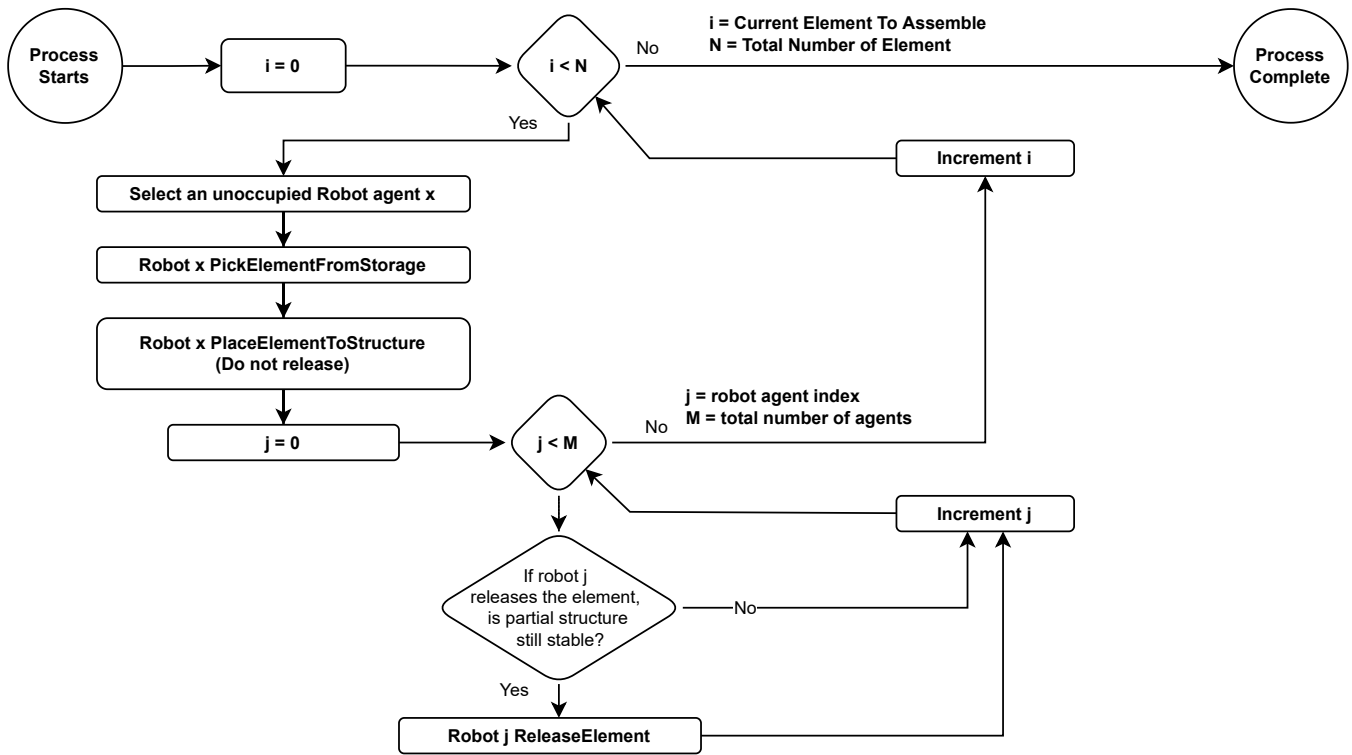 Process
Starts
i = 0
i < N
No
i = Current Element To Assemble
N = Total Number of Element
Process
Complete
Yes
Increment i
Select an unoccupied Robot agent x
Robot x PickElementFromStorage
Robot x PlaceElementToStructure
(Do not release)
j = 0
j < M
No
j = robot agent index
M = total number of agents
Increment j
If robot j
releases the element,
is partial structure
still stable?
No
Yes
Robot j ReleaseElement